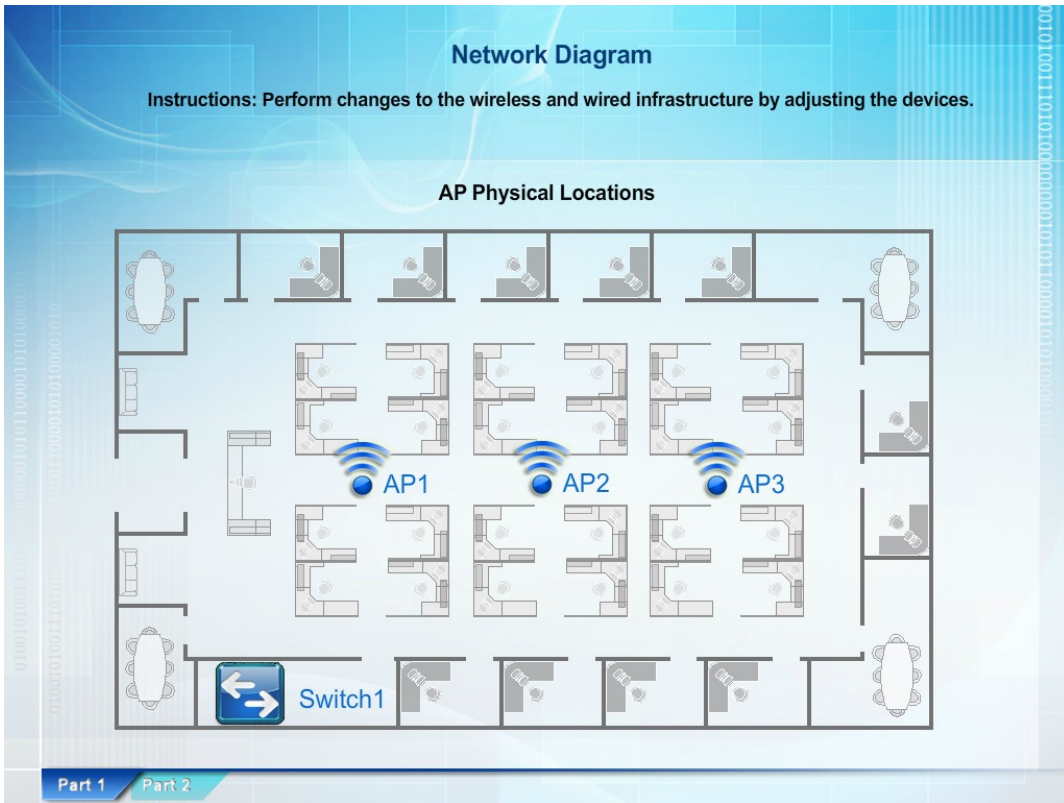 Network Diagram
Instructions: Perform changes to the wireless and wired infrastructure by adjusting the devices.
AP Physical Locations
AP1
AP2
AP3
Switch1
Part 1
Part 2